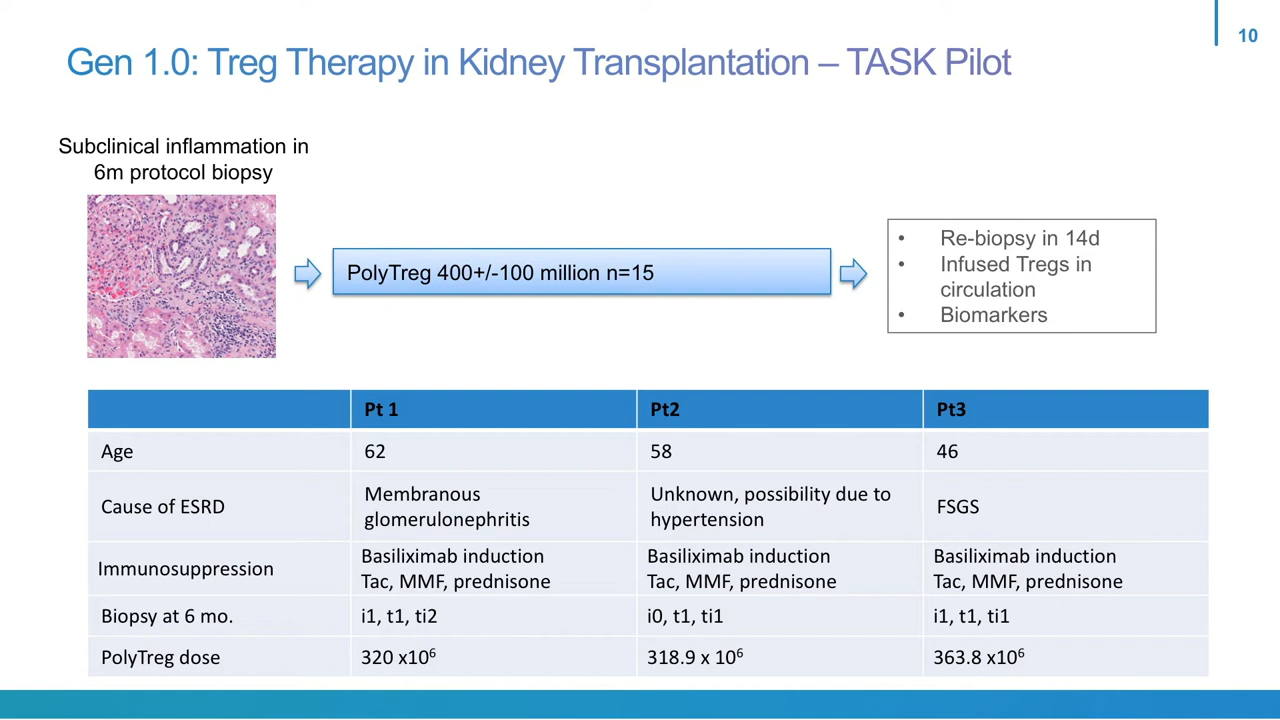 10
Gen 1.0: Treg Therapy in Kidney Transplantation – TASK Pilot
Subclinical inflammation in
6m protocol biopsy
PolyTreg 400+/-100 million n=15
• Re-biopsy in 14d
• Infused Tregs in
circulation
• Biomarkers
Pt 1 Pt2 Pt3
Age 62 58 46
Cause of ESRD
Membranous
glomerulonephritis
Unknown, possibility due to
hypertension
FSGS
Immunosuppression
Basiliximab induction
Tac, MMF, prednisone
Basiliximab induction
Tac, MMF, prednisone
Basiliximab induction
Tac, MMF, prednisone
Biopsy at 6 mo. i1, t1, ti2 i0, t1, ti1 i1, t1, ti1
PolyTreg dose 320 x10⁶ 318.9 x 10⁶ 363.8 x10⁶